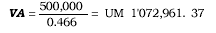 VA = 500,000 / 0.466 = UM 1'072,961. 37